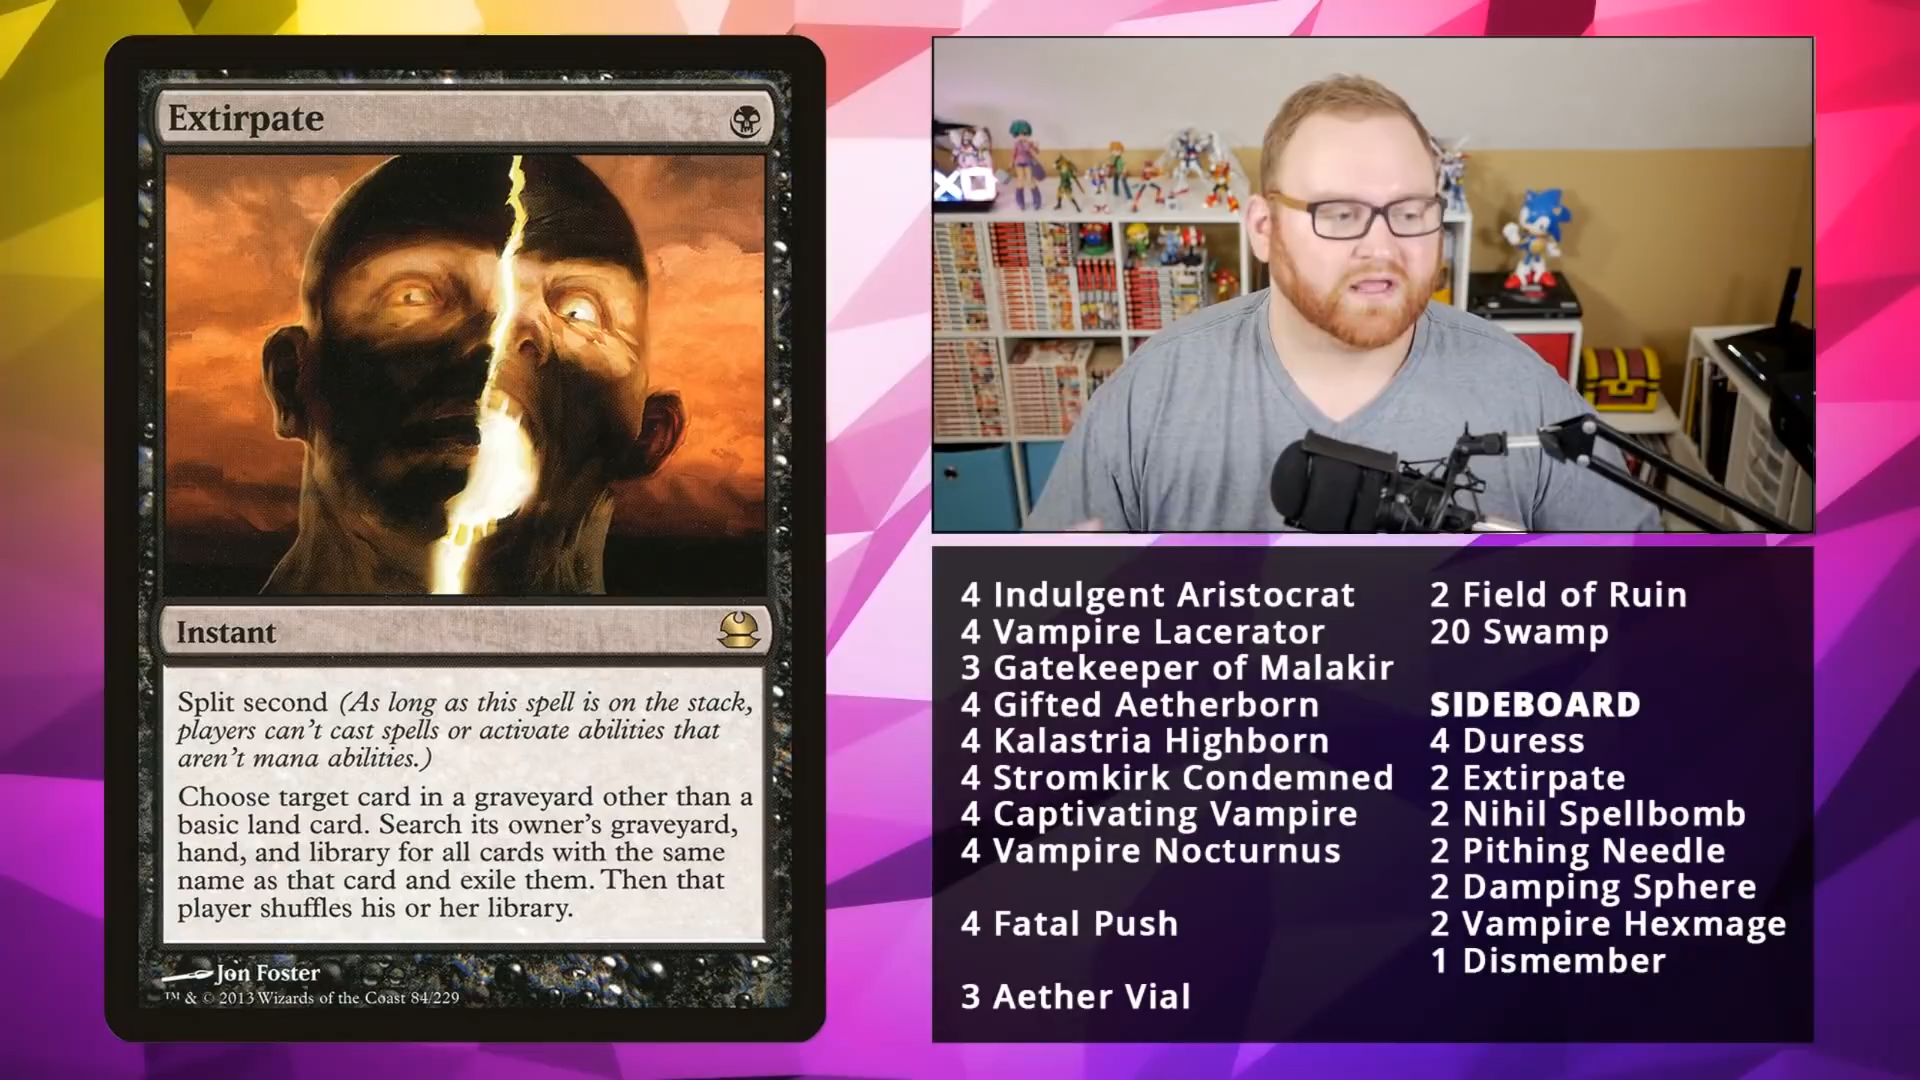 Extirpate
Instant
Split second (As long as this spell is on the stack,
players can't cast spells or activate abilities that
aren't mana abilities.)
Choose target card in a graveyard other than a
basic land card. Search its owner's graveyard,
hand, and library for all cards with the same
name as that card and exile them. Then that
player shuffles his or her library.
Jon Foster
™ & © 2013 Wizards of the Coast 84/229
4 Indulgent Aristocrat
4 Vampire Lacerator
3 Gatekeeper of Malakir
4 Gifted Aetherborn
4 Kalastria Highborn
4 Stromkirk Condemned
4 Captivating Vampire
4 Vampire Nocturnus
4 Fatal Push
3 Aether Vial
2 Field of Ruin
20 Swamp
SIDEBOARD
4 Duress
2 Extirpate
2 Nihil Spellbomb
2 Pithing Needle
2 Damping Sphere
2 Vampire Hexmage
1 Dismember